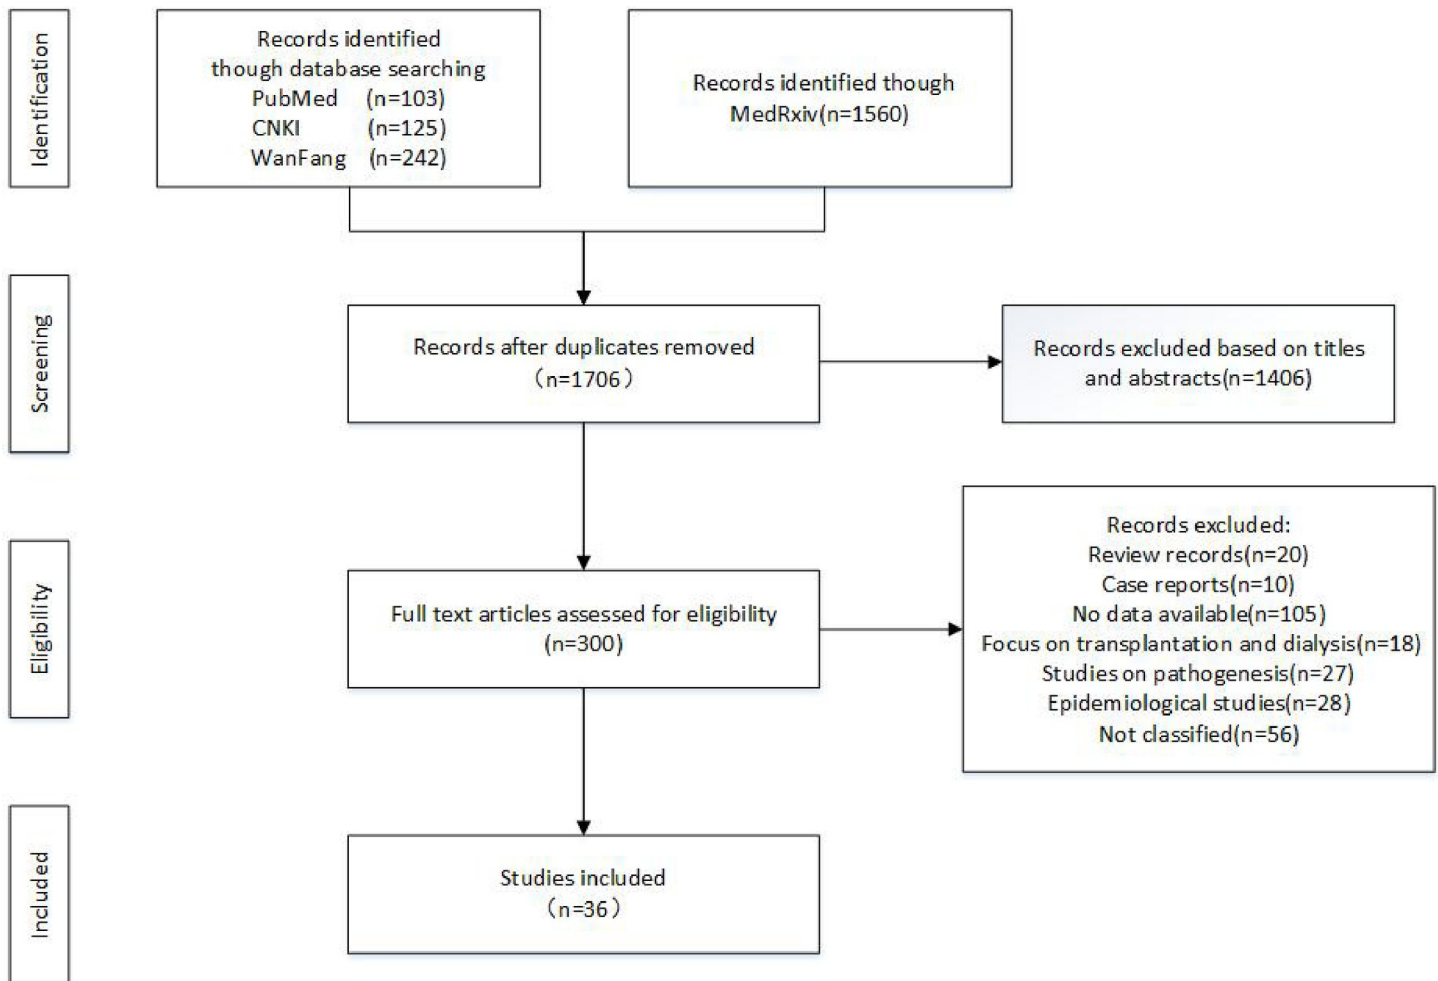 Identification
Records identified
though database searching
PubMed (n=103)
CNKI (n=125)
WanFang (n=242)
Records identified though
MedRxiv(n=1560)
Screening
Records after duplicates removed
（n=1706）
Records excluded based on titles
and abstracts(n=1406)
Eligibility
Full text articles assessed for eligibility
(n=300)
Records excluded:
Review records(n=20)
Case reports(n=10)
No data available(n=105)
Focus on transplantation and dialysis(n=18)
Studies on pathogenesis(n=27)
Epidemiological studies(n=28)
Not classified(n=56)
Included
Studies included
（n=36）